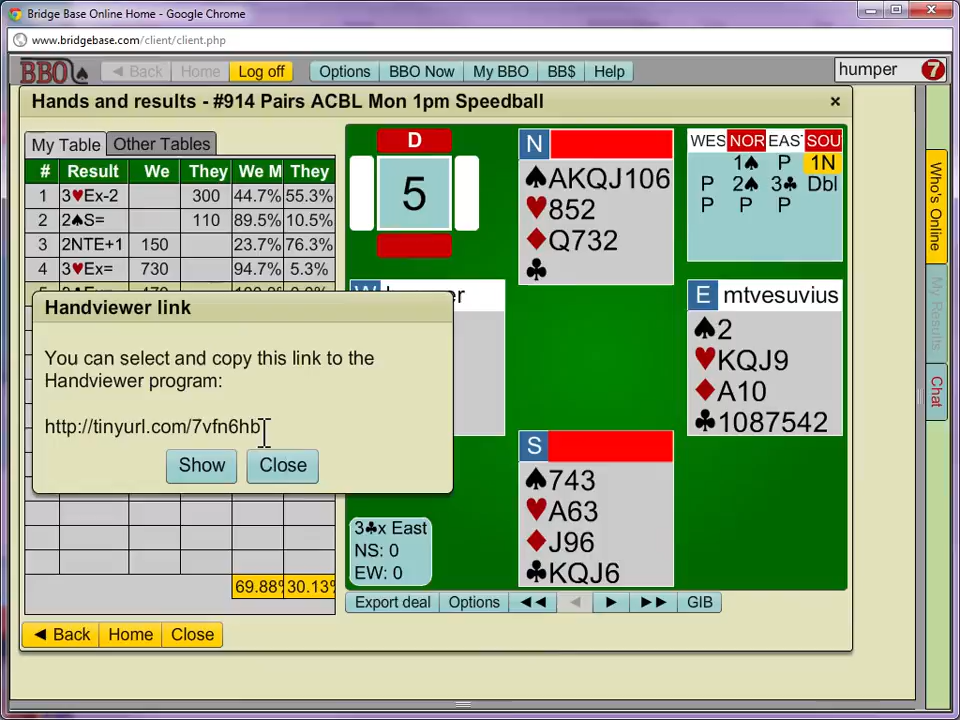 Bridge Base Online Home - Google Chrome
www.bridgebase.com/client/client.php
BBO ◄ Back Home Log off Options BBO Now My BBO BB$ Help humper 7
Hands and results - #914 Pairs ACBL Mon 1pm Speedball ×
My Table Other Tables
# Result We They We M They
1 3♥Ex-2 300 44.7% 55.3%
2 2♠S= 110 89.5% 10.5%
3 2NTE+1 150 23.7% 76.3%
4 3♥Ex= 730 94.7% 5.3%
69.88% 30.13%
Handviewer link
You can select and copy this link to the
Handviewer program:
http://tinyurl.com/7vfn6hb
Show Close
D
5
N
♠AKQJ106
♥852
♦Q732
♣
WES NOR EAS SOU
1♠ P 1N
P 2♠ 3♣ Dbl
P P P
E mtvesuvius
♠2
♥KQJ9
♦A10
♣1087542
S
♠743
♥A63
♦J96
♣KQJ6
3♣x East
NS: 0
EW: 0
Export deal Options ◄◄ ◄ ► ►► GIB
◄ Back Home Close
Who's Online
My Results
Chat